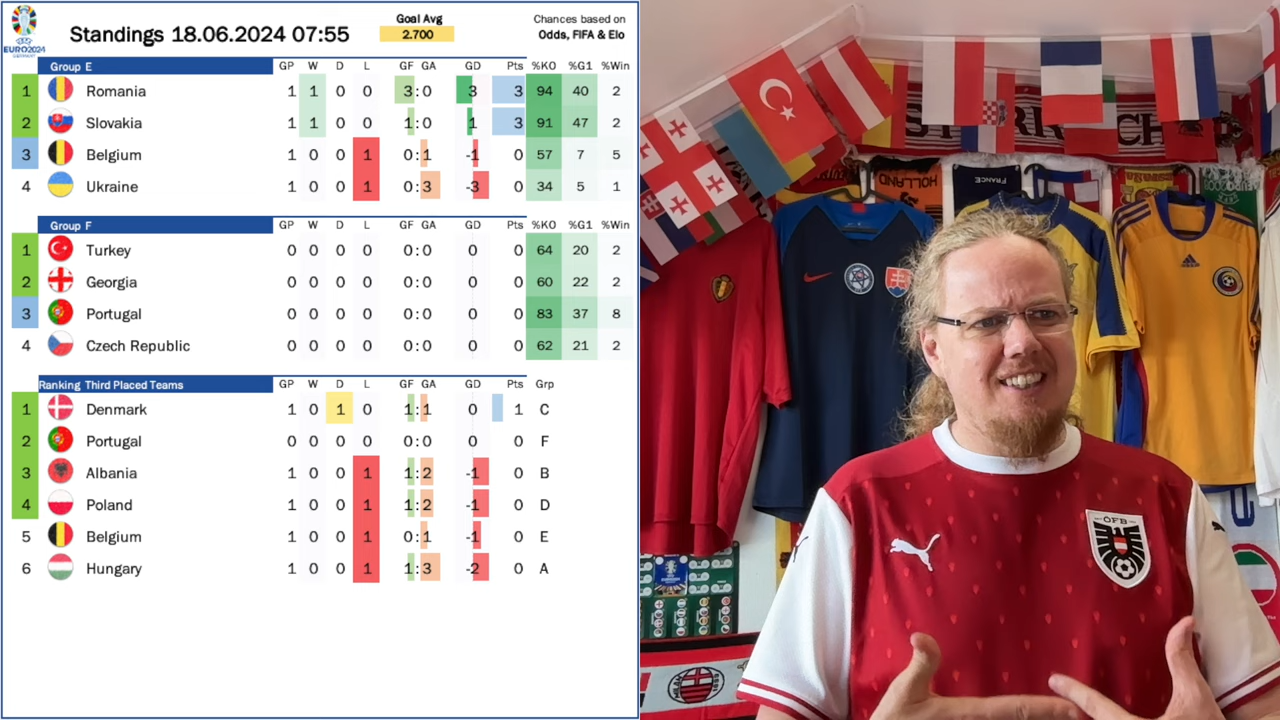 EURO2024
GERMANY
Standings 18.06.2024 07:55
Goal Avg
2.700
Chances based on
Odds, FIFA & Elo
Group E GP W D L GF GA GD Pts %KO %G1 %Win
1 Romania 1 1 0 0 3:0 3 3 94 40 2
2 Slovakia 1 1 0 0 1:0 1 3 91 47 2
3 Belgium 1 0 0 1 0:1 -1 0 57 7 5
4 Ukraine 1 0 0 1 0:3 -3 0 34 5 1
Group F GP W D L GF GA GD Pts %KO %G1 %Win
1 Turkey 0 0 0 0 0:0 0 0 64 20 2
2 Georgia 0 0 0 0 0:0 0 0 60 22 2
3 Portugal 0 0 0 0 0:0 0 0 83 37 8
4 Czech Republic 0 0 0 0 0:0 0 0 62 21 2
Ranking Third Placed Teams GP W D L GF GA GD Pts Grp
1 Denmark 1 0 1 0 1:1 0 1 C
2 Portugal 0 0 0 0 0:0 0 0 F
3 Albania 1 0 0 1 1:2 -1 0 B
4 Poland 1 0 0 1 1:2 -1 0 D
5 Belgium 1 0 0 1 0:1 -1 0 E
6 Hungary 1 0 0 1 1:3 -2 0 A
HOLLAND
FRANCE
ÖFB